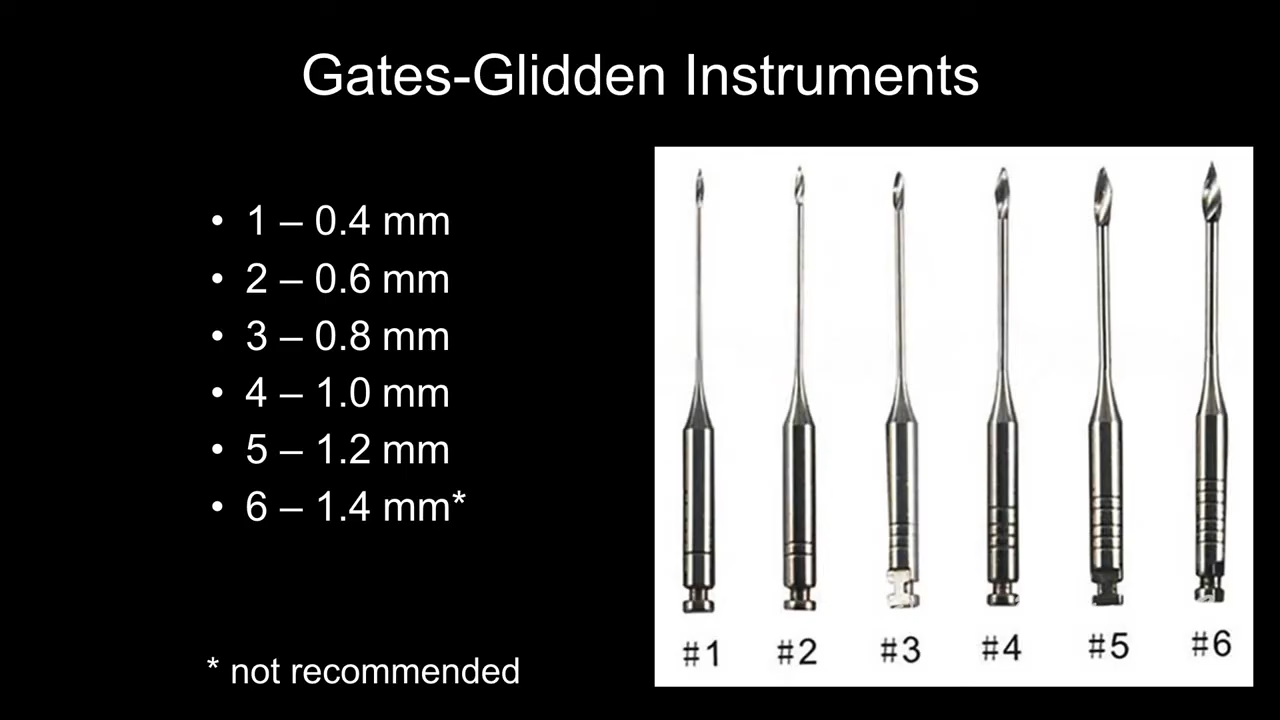 Gates-Glidden Instruments
• 1 – 0.4 mm
• 2 – 0.6 mm
• 3 – 0.8 mm
• 4 – 1.0 mm
• 5 – 1.2 mm
• 6 – 1.4 mm*
* not recommended
#1 #2 #3 #4 #5 #6